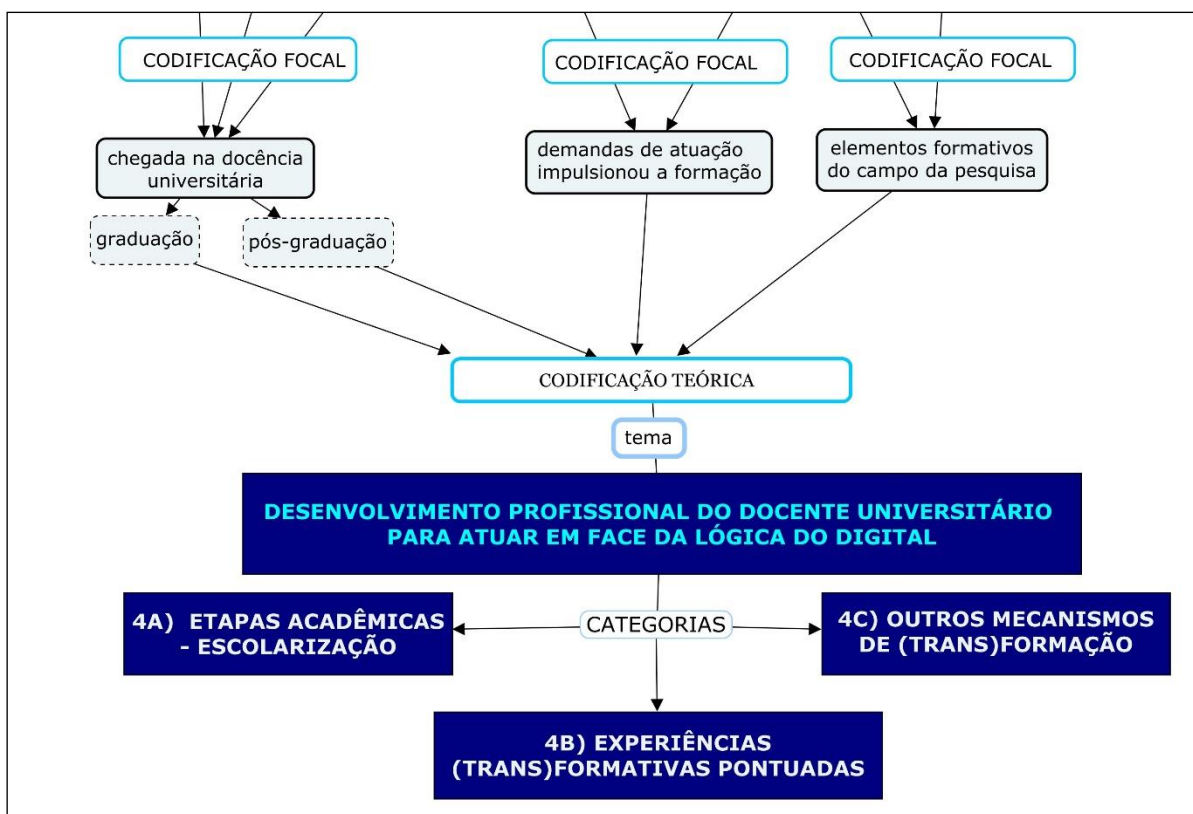 CODIFICAÇÃO FOCAL
CODIFICAÇÃO FOCAL
CODIFICAÇÃO FOCAL
chegada na docência
universitária
demandas de atuação
impulsionou a formação
elementos formativos
do campo da pesquisa
graduação
pós-graduação
CODIFICAÇÃO TEÓRICA
tema
DESENVOLVIMENTO PROFISSIONAL DO DOCENTE UNIVERSITÁRIO
PARA ATUAR EM FACE DA LÓGICA DO DIGITAL
4A) ETAPAS ACADÊMICAS
- ESCOLARIZAÇÃO
CATEGORIAS
4C) OUTROS MECANISMOS
DE (TRANS)FORMAÇÃO
4B) EXPERIÊNCIAS
(TRANS)FORMATIVAS PONTUADAS